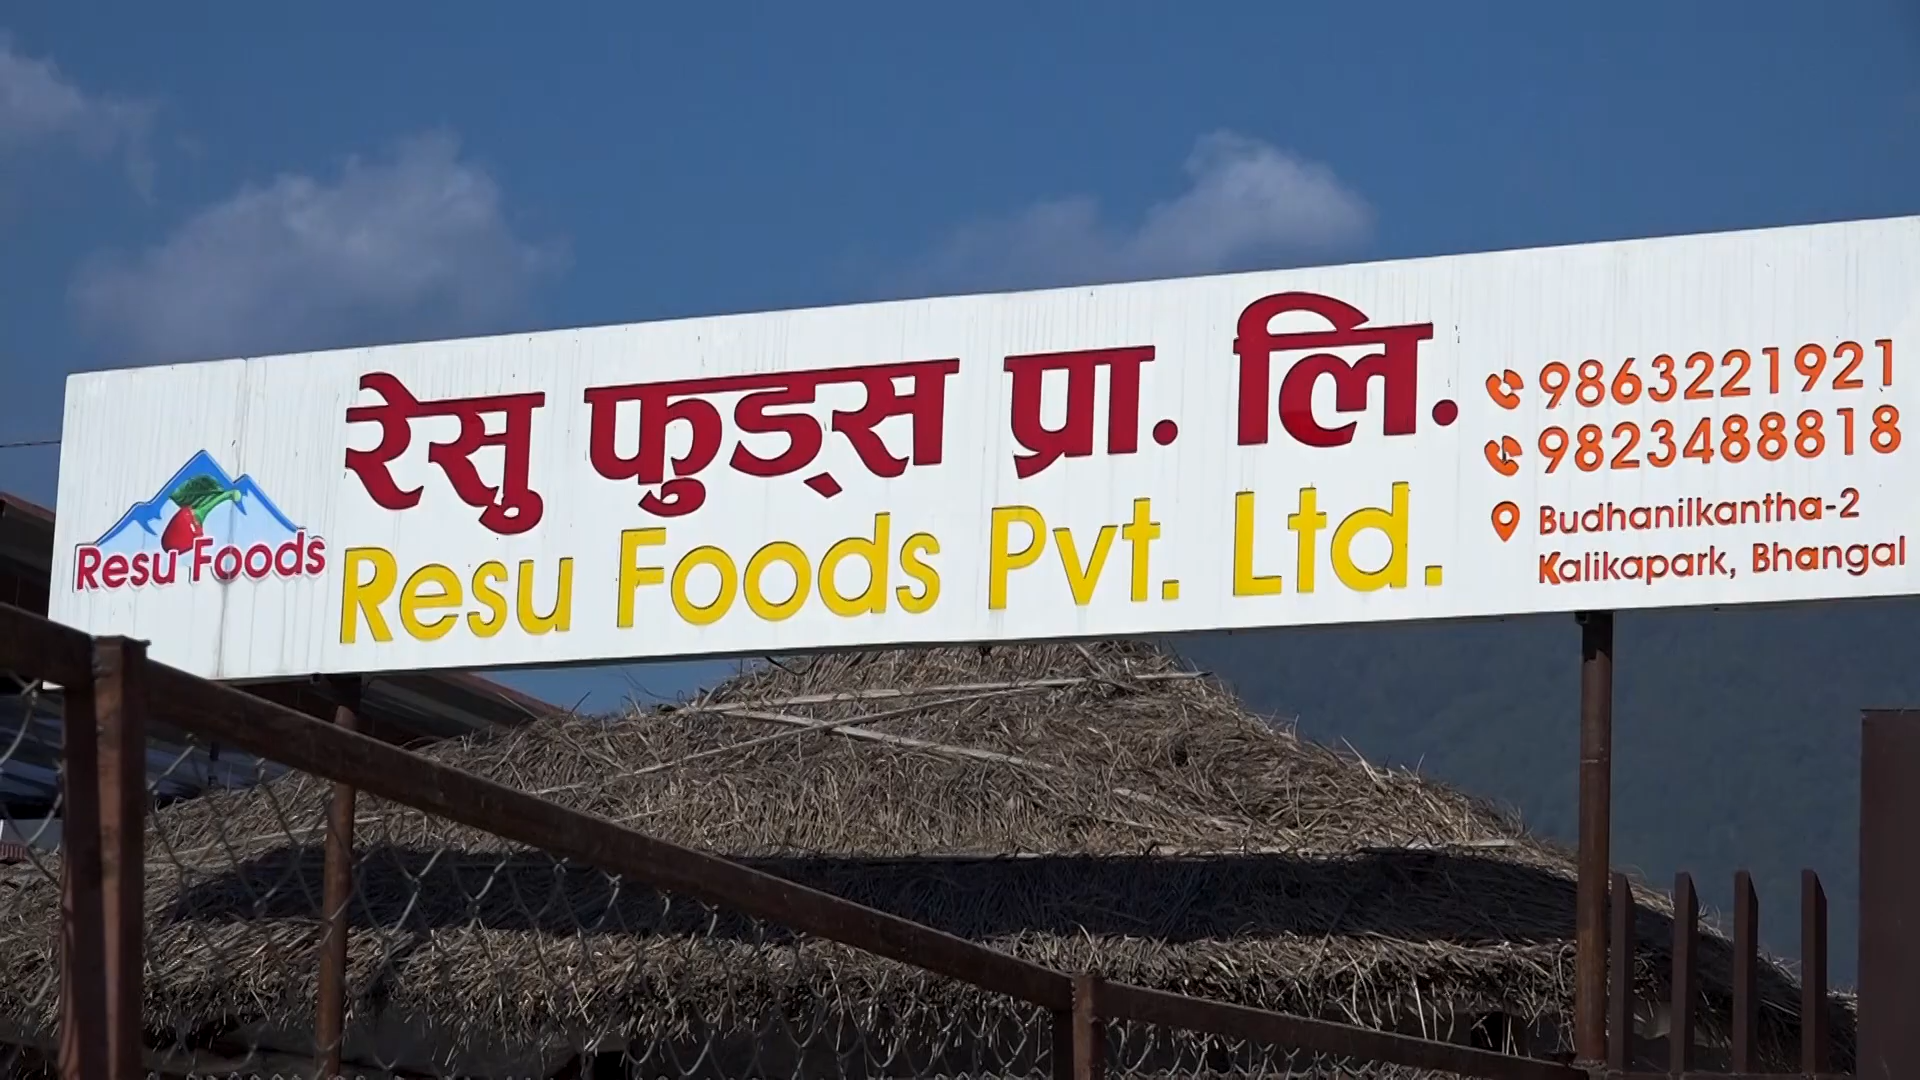 Resu Foods
रेसु फुड्स प्रा. लि.
Resu Foods Pvt. Ltd.
9863221921
9823488818
Budhanilkantha-2
Kalikapark, Bhangal